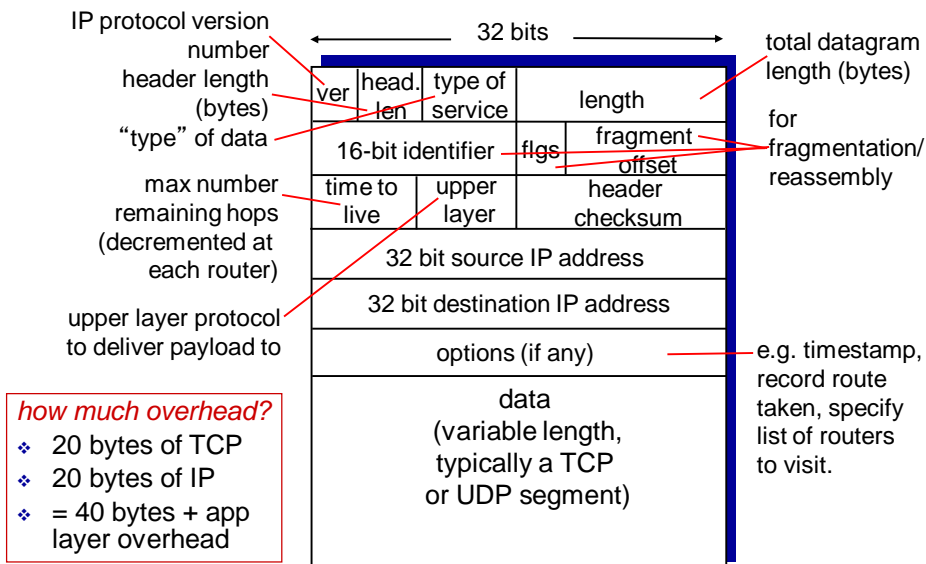 IP protocol version
number
header length
(bytes)
“type” of data
max number
remaining hops
(decremented at
each router)
upper layer protocol
to deliver payload to
32 bits
ver
head.
len
type of
service
length
16-bit identifier
flgs
fragment
offset
time to
live
upper
layer
header
checksum
32 bit source IP address
32 bit destination IP address
options (if any)
data
(variable length,
typically a TCP
or UDP segment)
total datagram
length (bytes)
for
fragmentation/
reassembly
e.g. timestamp,
record route
taken, specify
list of routers
to visit.
how much overhead?
❖ 20 bytes of TCP
❖ 20 bytes of IP
❖ = 40 bytes + app
layer overhead